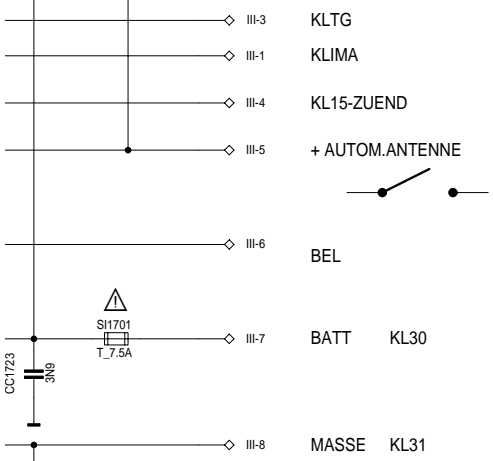 III-3 KLTG
III-1 KLIMA
III-4 KL15-ZUEND
III-5 + AUTOM.ANTENNE
III-6
BEL
SI1701
T_7.5A
III-7 BATT KL30
CC1723
3N9
III-8 MASSE KL31